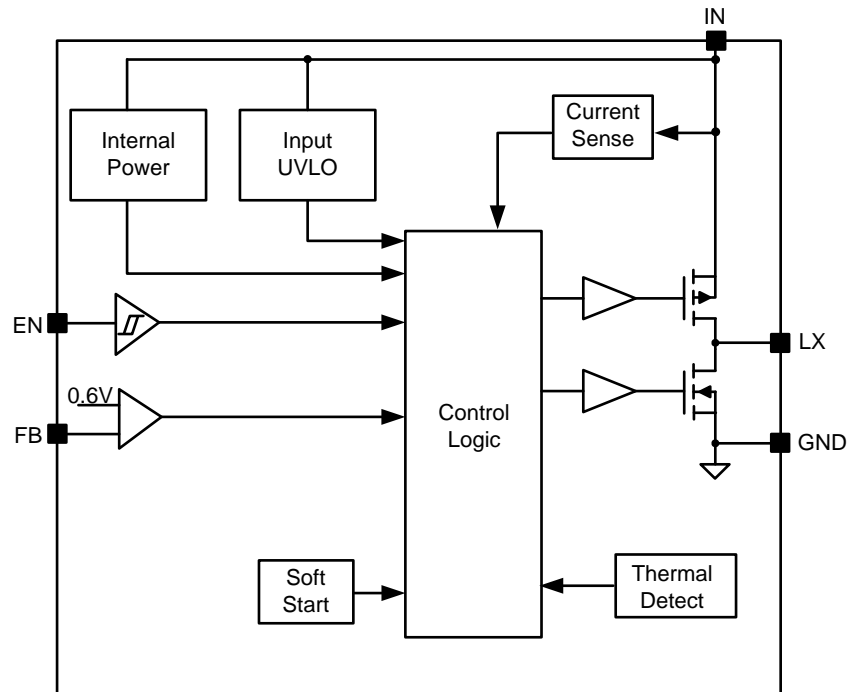 IN
Internal
Power
Input
UVLO
Current
Sense
EN
LX
0.6V
FB
Control
Logic
GND
Soft
Start
Thermal
Detect